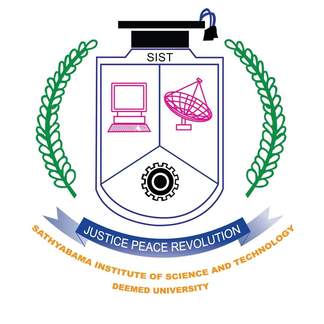 SIST
JUSTICE PEACE REVOLUTION
SATHYABAMA INSTITUTE OF SCIENCE AND TECHNOLOGY
DEEMED UNIVERSITY